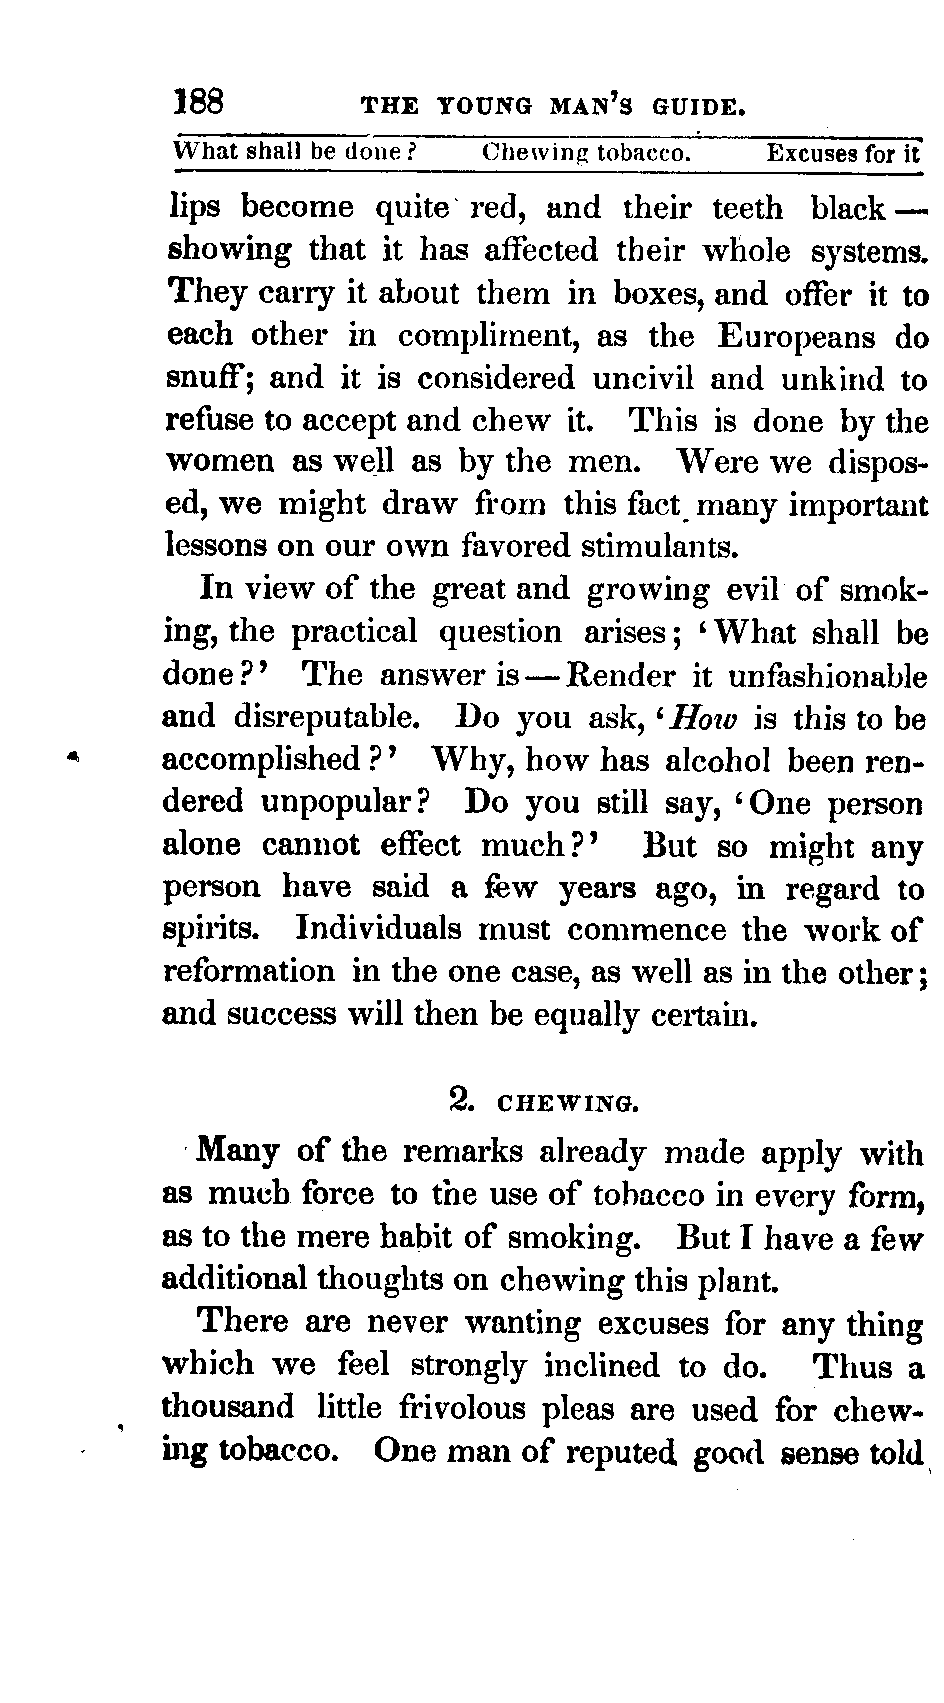 188 THE YOUNG MAN'S GUIDE.
What shall be done? Chewing tobacco. Excuses for it
lips become quite red, and their teeth black —
showing that it has affected their whole systems.
They carry it about them in boxes, and offer it to
each other in compliment, as the Europeans do
snuff; and it is considered uncivil and unkind to
refuse to accept and chew it. This is done by the
women as well as by the men. Were we dispos-
ed, we might draw from this fact many important
lessons on our own favored stimulants.
In view of the great and growing evil of smok-
ing, the practical question arises; 'What shall be
done?' The answer is — Render it unfashionable
and disreputable. Do you ask, 'How is this to be
accomplished?' Why, how has alcohol been ren-
dered unpopular? Do you still say, 'One person
alone cannot effect much?' But so might any
person have said a few years ago, in regard to
spirits. Individuals must commence the work of
reformation in the one case, as well as in the other;
and success will then be equally certain.
2. CHEWING.
Many of the remarks already made apply with
as much force to the use of tobacco in every form,
as to the mere habit of smoking. But I have a few
additional thoughts on chewing this plant.
There are never wanting excuses for any thing
which we feel strongly inclined to do. Thus a
thousand little frivolous pleas are used for chew-
ing tobacco. One man of reputed good sense told